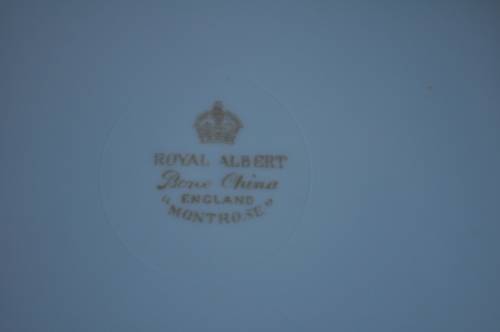 ROYAL ALBERT
Bone China
ENGLAND
"MONTROSE"